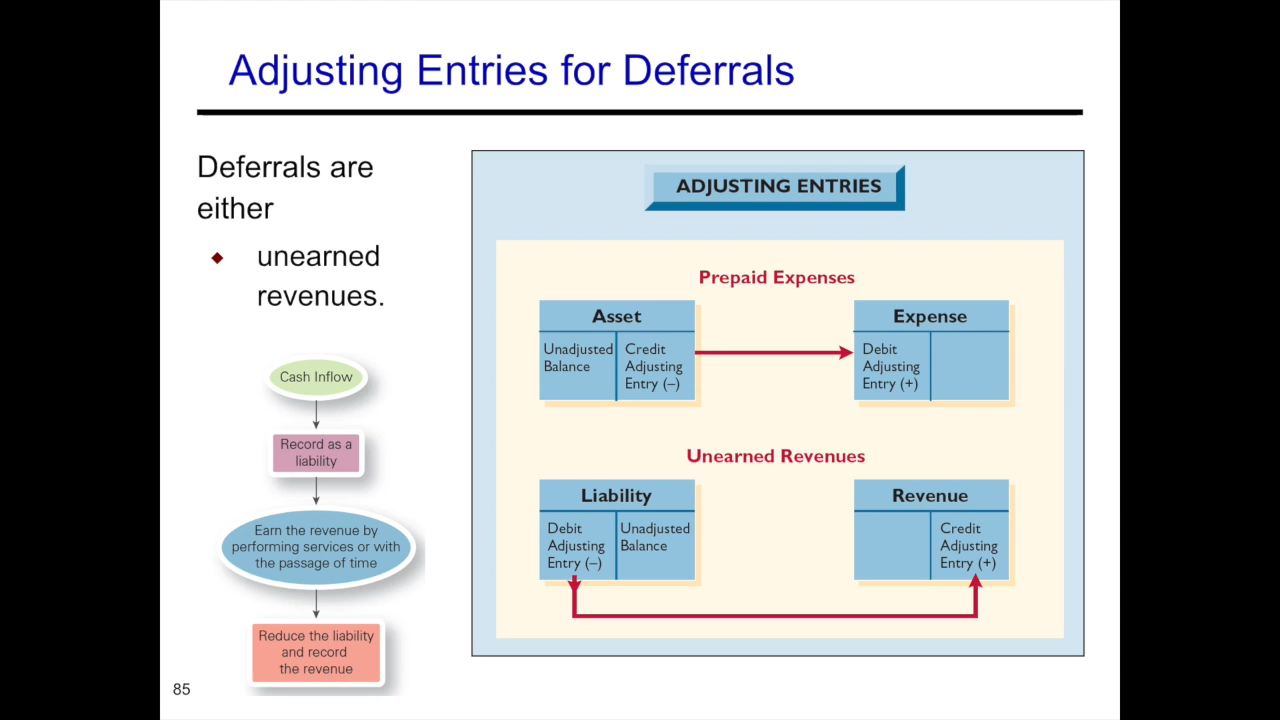 Adjusting Entries for Deferrals
Deferrals are
either
◆ unearned
revenues.
Cash Inflow
Record as a
liability
Earn the revenue by
performing services or with
the passage of time
Reduce the liability
and record
the revenue
85
ADJUSTING ENTRIES
Prepaid Expenses
Asset
Unadjusted
Balance
Credit
Adjusting
Entry (–)
Expense
Debit
Adjusting
Entry (+)
Unearned Revenues
Liability
Debit
Adjusting
Entry (–)
Unadjusted
Balance
Revenue
Credit
Adjusting
Entry (+)